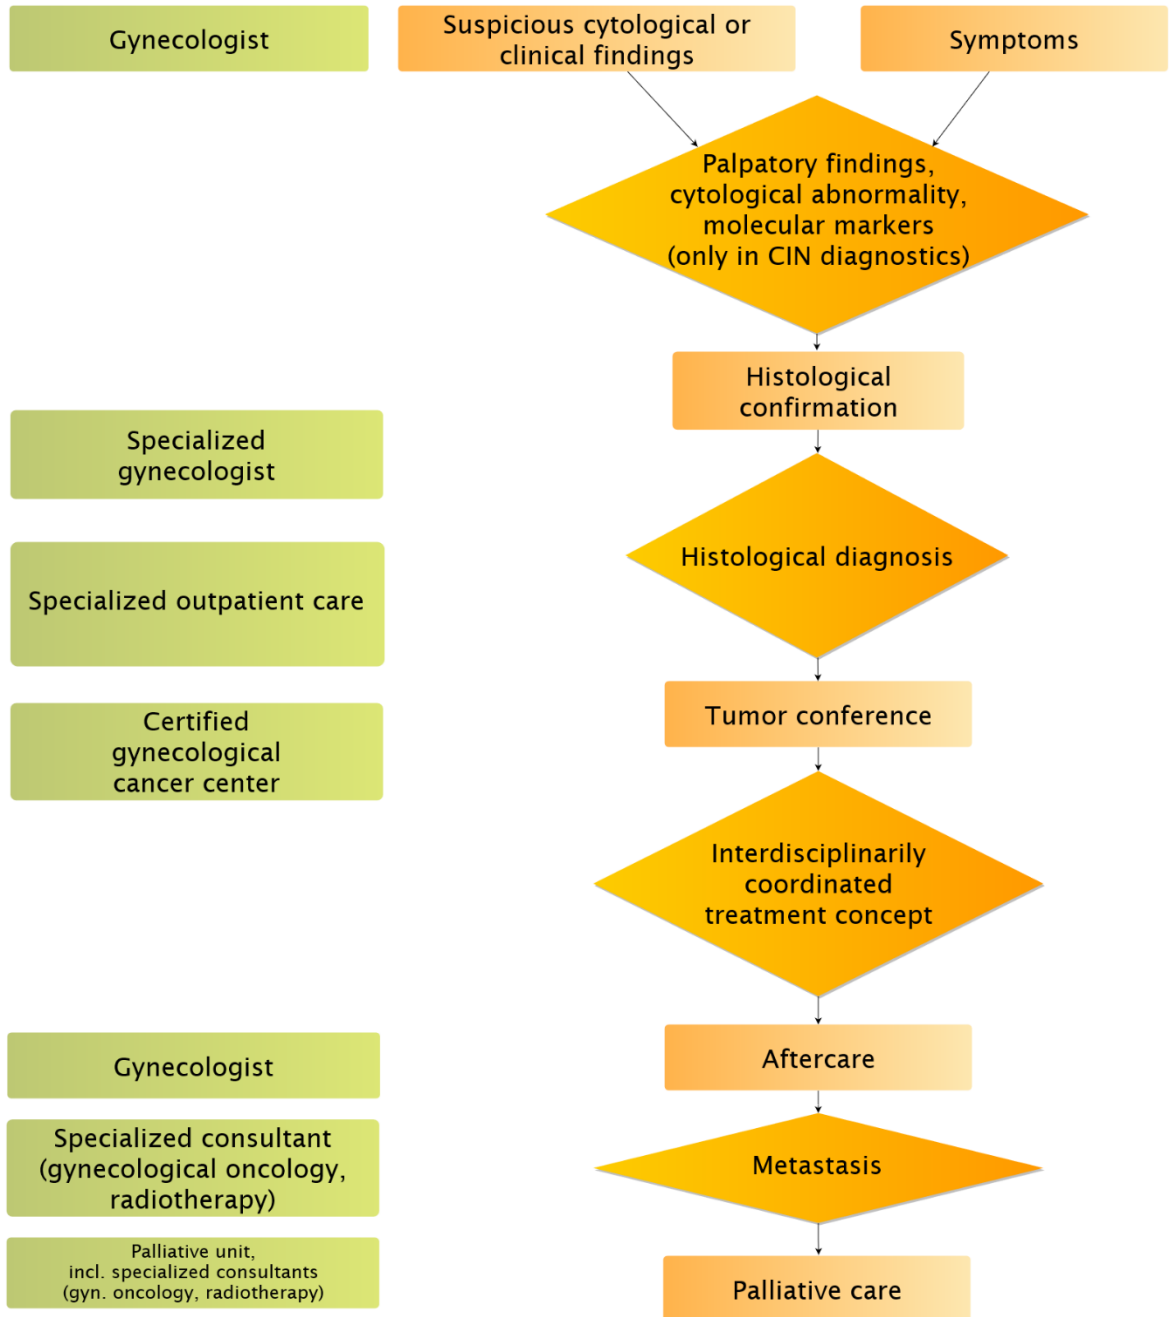 Gynecologist
Suspicious cytological or
clinical findings
Symptoms
Palpatory findings,
cytological abnormality,
molecular markers
(only in CIN diagnostics)
Histological
confirmation
Specialized
gynecologist
Histological diagnosis
Specialized outpatient care
Tumor conference
Certified
gynecological
cancer center
Interdisciplinarily
coordinated
treatment concept
Gynecologist
Aftercare
Specialized consultant
(gynecological oncology,
radiotherapy)
Metastasis
Palliative unit,
incl. specialized consultants
(gyn. oncology, radiotherapy)
Palliative care